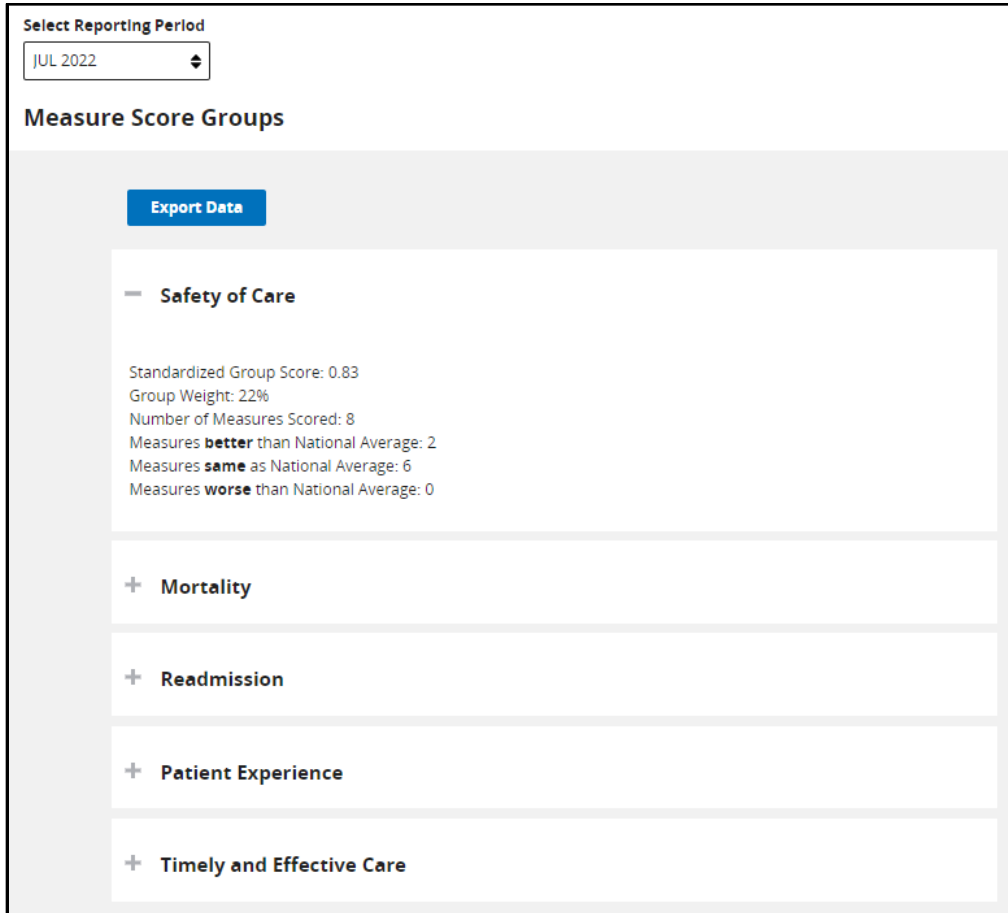 Select Reporting Period
JUL 2022
Measure Score Groups
Export Data
Safety of Care
Standardized Group Score: 0.83
Group Weight: 22%
Number of Measures Scored: 8
Measures better than National Average: 2
Measures same as National Average: 6
Measures worse than National Average: 0
Mortality
Readmission
Patient Experience
Timely and Effective Care